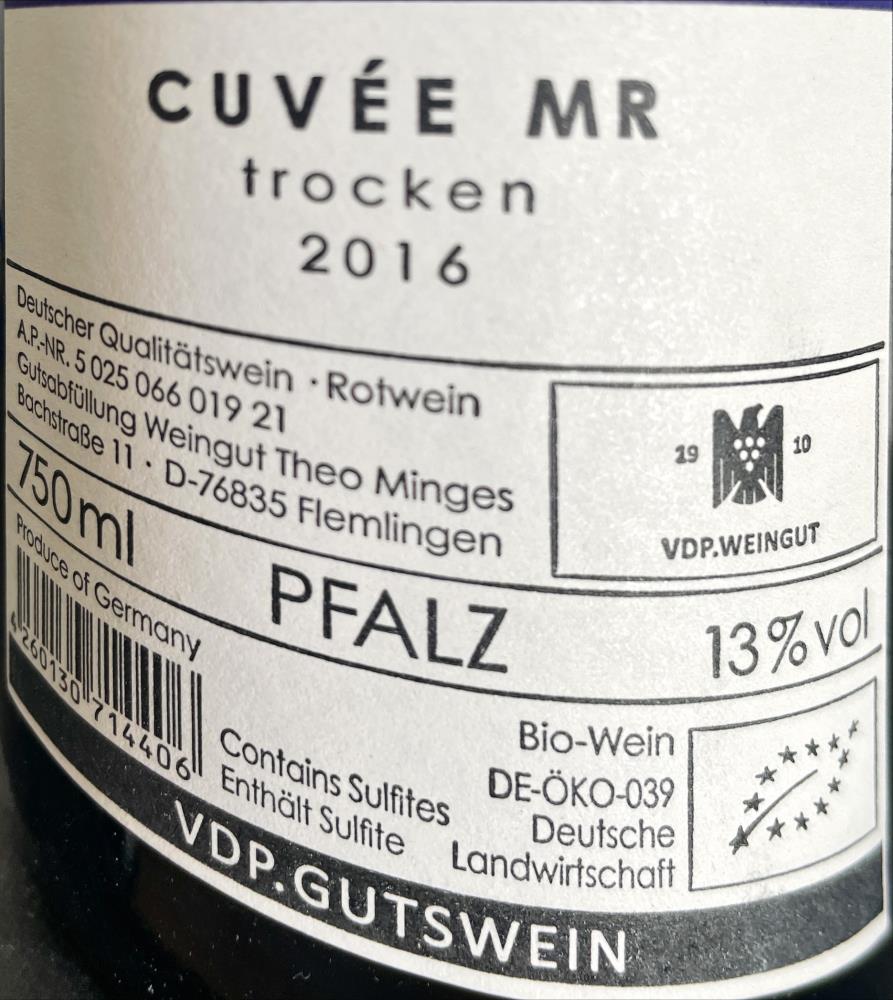 CUVÉE MR
trocken
2016
Deutscher Qualitätswein · Rotwein
A.P.-NR. 5 025 066 019 21
Gutsabfüllung Weingut Theo Minges
Bachstraße 11 · D-76835 Flemlingen
19 10
VDP.WEINGUT
750 ml
PFALZ
13% vol
Produce of Germany
4 260130 714406
Contains Sulfites
Enthält Sulfite
Bio-Wein
DE-ÖKO-039
Deutsche
Landwirtschaft
VDP.GUTSWEIN